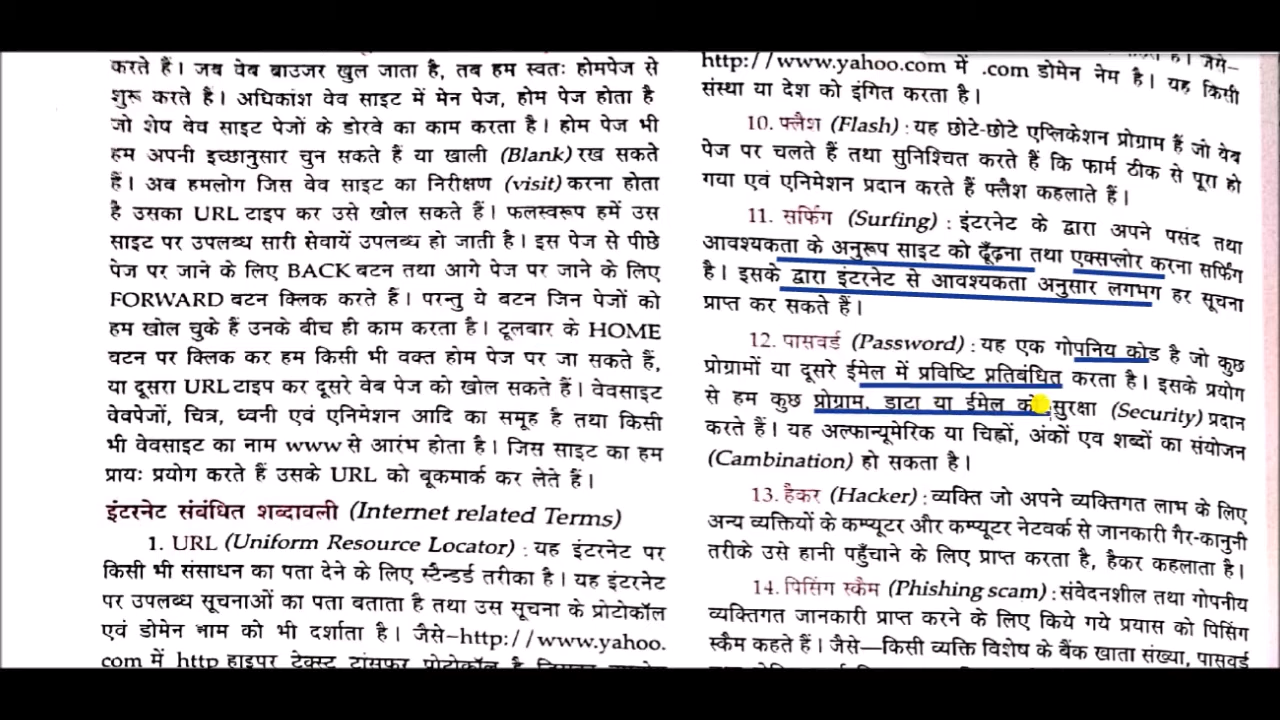 करते हैं। जब वेब बाउजर खुल जाता है, तब हम स्वतः होमपेज से
शुरू करते हैं। अधिकांश वेव साइट में मेन पेज, होम पेज होता है
जो शेष वेव साइट पेजों के डोरवे का काम करता है। होम पेज भी
हम अपनी इच्छानुसार चुन सकते हैं या खाली (Blank) रख सकते
हैं। अब हमलोग जिस वेव साइट का निरीक्षण (visit) करना होता
है उसका URL टाइप कर उसे खोल सकते हैं। फलस्वरूप हमें उस
साइट पर उपलब्ध सारी सेवायें उपलब्ध हो जाती है। इस पेज से पीछे
पेज पर जाने के लिए BACK बटन तथा आगे पेज पर जाने के लिए
FORWARD बटन क्लिक करते हैं। परन्तु ये बटन जिन पेजों को
हम खोल चुके हैं उनके बीच ही काम करता है। टूलबार के HOME
बटन पर क्लिक कर हम किसी भी वक्त होम पेज पर जा सकते हैं,
या दूसरा URL टाइप कर दूसरे वेब पेज को खोल सकते हैं। वेवसाइट
वेवपेजों, चित्र, ध्वनी एवं एनिमेशन आदि का समूह है तथा किसी
भी वेवसाइट का नाम www से आरंभ होता है। जिस साइट का हम
प्रायः प्रयोग करते हैं उसके URL को बूकमार्क कर लेते हैं।
इंटरनेट संबंधित शब्दावली (Internet related Terms)
1. URL (Uniform Resource Locator) : यह इंटरनेट पर
किसी भी संसाधन का पता देने के लिए स्टैन्डर्ड तरीका है। यह इंटरनेट
पर उपलब्ध सूचनाओं का पता बताता है तथा उस सूचना के प्रोटोकॉल
एवं डोमेन नाम को भी दर्शाता है। जैसे–http://www.yahoo.
com में http हाइपर टेक्स्ट ट्रांसफर प्रोटोकॉल है
जैसे–
http://www.yahoo.com में .com डोमेन नेम है। यह किसी
संस्था या देश को इंगित करता है।
10. फ्लैश (Flash) : यह छोटे-छोटे एप्लिकेशन प्रोग्राम हैं जो वेब
पेज पर चलते हैं तथा सुनिश्चित करते हैं कि फार्म ठीक से पूरा हो
गया एवं एनिमेशन प्रदान करते हैं फ्लैश कहलाते हैं।
11. सर्फिंग (Surfing) : इंटरनेट के द्वारा अपने पसंद तथा
आवश्यकता के अनुरूप साइट को ढूँढ़ना तथा एक्सप्लोर करना सर्फिंग
है। इसके द्वारा इंटरनेट से आवश्यकता अनुसार लगभग हर सूचना
प्राप्त कर सकते हैं।
12. पासवर्ड (Password) : यह एक गोपनिय कोड है जो कुछ
प्रोग्रामों या दूसरे ईमेल में प्रविष्टि प्रतिबंधित करता है। इसके प्रयोग
से हम कुछ प्रोग्राम, डाटा या ईमेल को सुरक्षा (Security) प्रदान
करते हैं। यह अल्फान्यूमेरिक या चिह्नों, अंकों एव शब्दों का संयोजन
(Cambination) हो सकता है।
13. हैकर (Hacker) : व्यक्ति जो अपने व्यक्तिगत लाभ के लिए
अन्य व्यक्तियों के कम्प्यूटर और कम्प्यूटर नेटवर्क से जानकारी गैर-कानुनी
तरीके उसे हानी पहुँचाने के लिए प्राप्त करता है, हैकर कहलाता है।
14. पिसिंग स्कैम (Phishing scam) : संवेदनशील तथा गोपनीय
व्यक्तिगत जानकारी प्राप्त करने के लिए किये गये प्रयास को पिसिंग
स्कैम कहते हैं। जैसे—किसी व्यक्ति विशेष के बैंक खाता संख्या, पासवर्ड